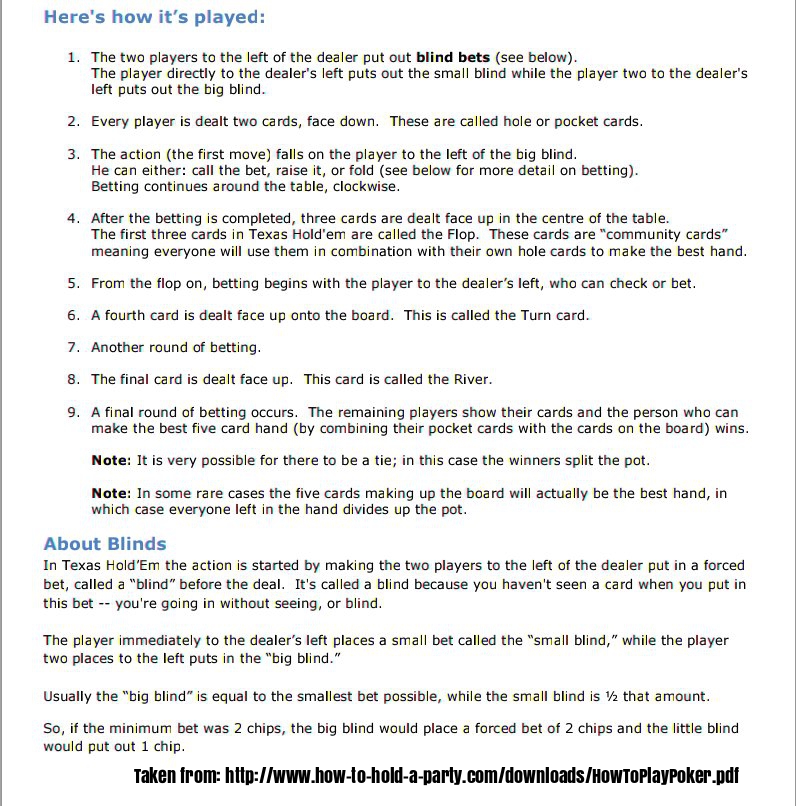 Here's how it’s played:
1. The two players to the left of the dealer put out blind bets (see below).
The player directly to the dealer's left puts out the small blind while the player two to the dealer's
left puts out the big blind.
2. Every player is dealt two cards, face down. These are called hole or pocket cards.
3. The action (the first move) falls on the player to the left of the big blind.
He can either: call the bet, raise it, or fold (see below for more detail on betting).
Betting continues around the table, clockwise.
4. After the betting is completed, three cards are dealt face up in the centre of the table.
The first three cards in Texas Hold'em are called the Flop. These cards are “community cards”
meaning everyone will use them in combination with their own hole cards to make the best hand.
5. From the flop on, betting begins with the player to the dealer’s left, who can check or bet.
6. A fourth card is dealt face up onto the board. This is called the Turn card.
7. Another round of betting.
8. The final card is dealt face up. This card is called the River.
9. A final round of betting occurs. The remaining players show their cards and the person who can
make the best five card hand (by combining their pocket cards with the cards on the board) wins.
Note: It is very possible for there to be a tie; in this case the winners split the pot.
Note: In some rare cases the five cards making up the board will actually be the best hand, in
which case everyone left in the hand divides up the pot.
About Blinds
In Texas Hold’Em the action is started by making the two players to the left of the dealer put in a forced
bet, called a “blind” before the deal. It's called a blind because you haven't seen a card when you put in
this bet -- you're going in without seeing, or blind.
The player immediately to the dealer’s left places a small bet called the “small blind,” while the player
two places to the left puts in the “big blind.”
Usually the “big blind” is equal to the smallest bet possible, while the small blind is ½ that amount.
So, if the minimum bet was 2 chips, the big blind would place a forced bet of 2 chips and the little blind
would put out 1 chip.
Taken from: http://www.how-to-hold-a-party.com/downloads/HowToPlayPoker.pdf